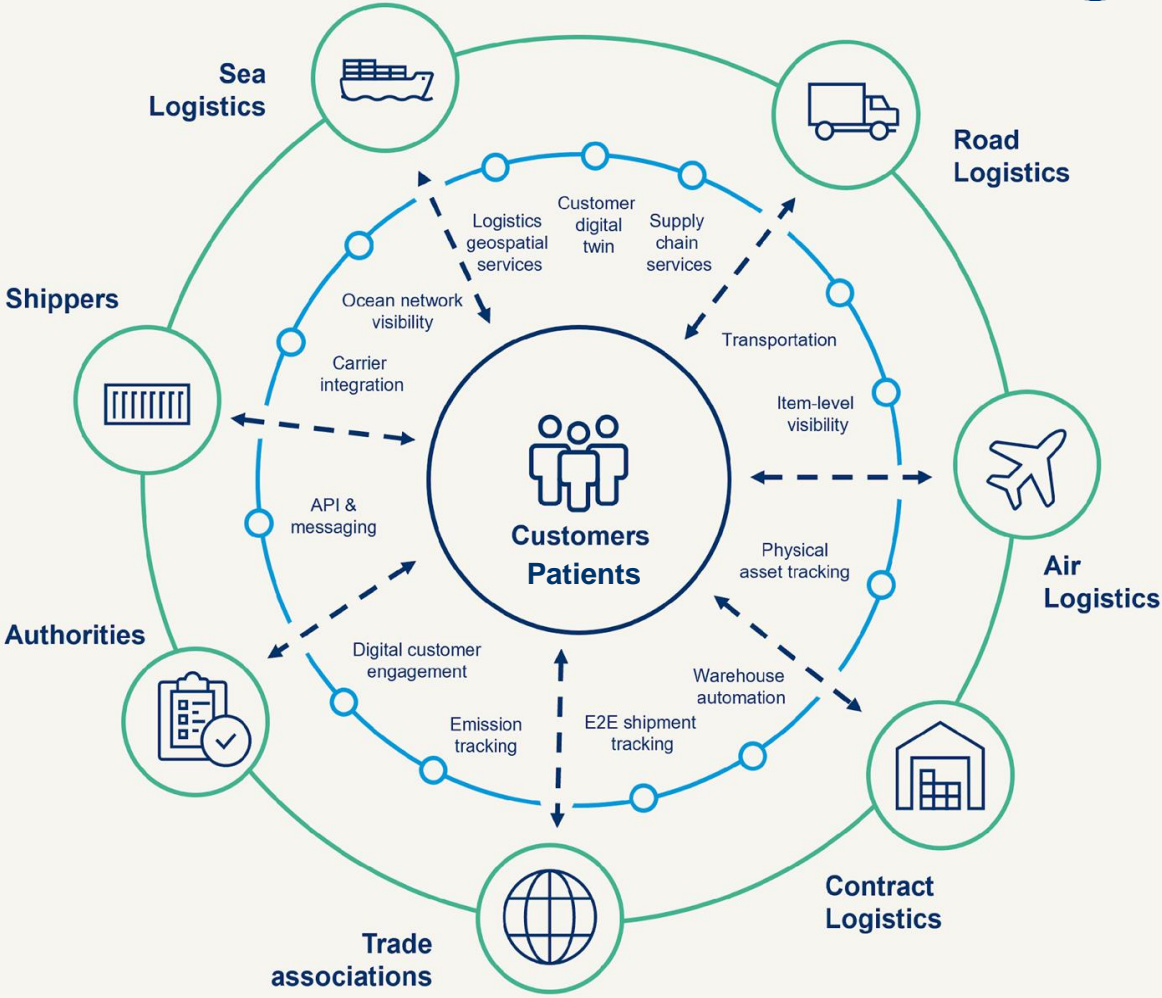 Sea
Logistics
Road
Logistics
Logistics
geospatial
services
Customer
digital
twin
Supply
chain
services
Shippers
Ocean network
visibility
Transportation
Carrier
integration
Item-level
visibility
API &
messaging
Customers
Patients
Physical
asset tracking
Air
Logistics
Authorities
Digital customer
engagement
Warehouse
automation
Emission
tracking
E2E shipment
tracking
Contract
Logistics
Trade
associations